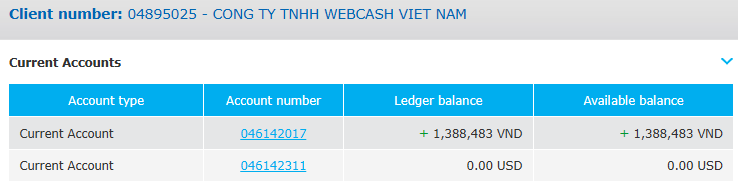 Client number: 04895025 - CONG TY TNHH WEBCASH VIET NAM
Current Accounts
Account type Account number Ledger balance Available balance
Current Account 046142017 + 1,388,483 VND + 1,388,483 VND
Current Account 046142311 0.00 USD 0.00 USD